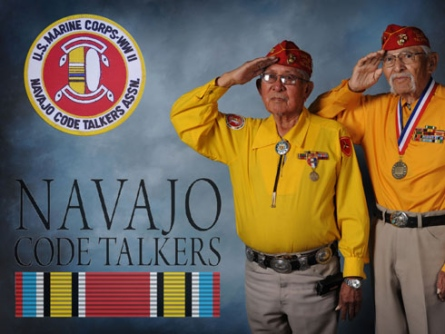 U.S. MARINE CORPS-WW II
NAVAJO CODE TALKERS ASSN.
NAVAJO
CODE TALKERS